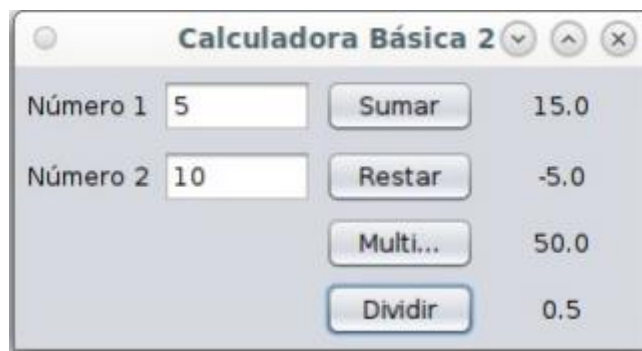 Calculadora Básica 2
Número 1 5 Sumar 15.0
Número 2 10 Restar -5.0
Multi... 50.0
Dividir 0.5